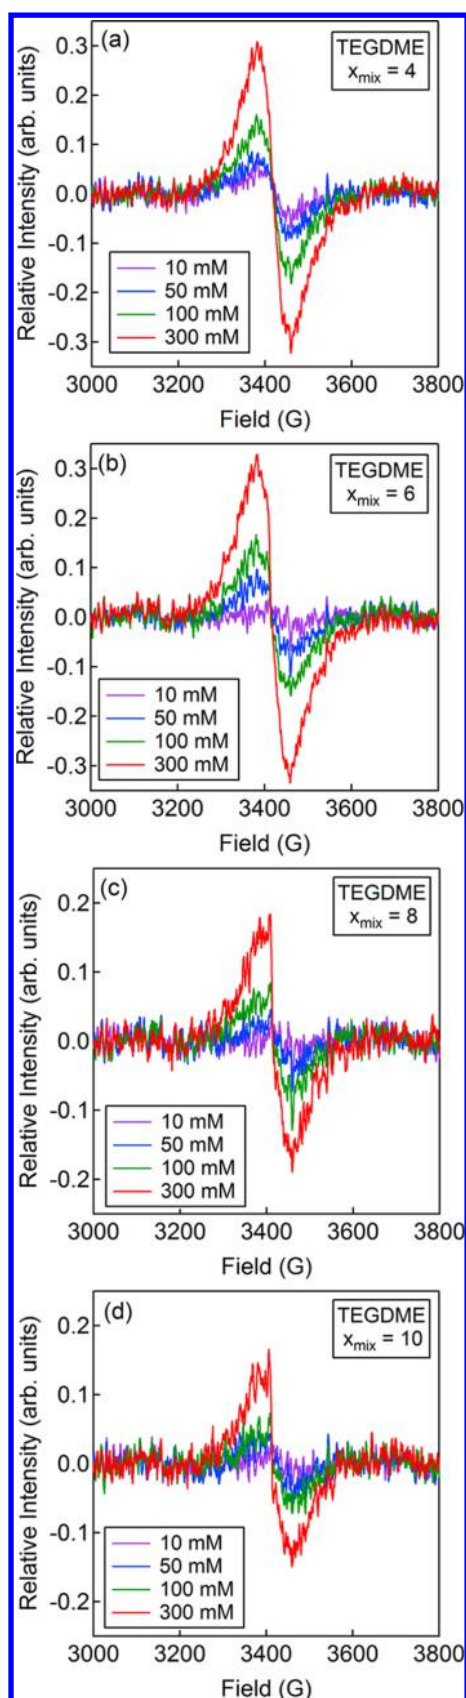 (a)
TEGDME
x_mix = 4
Relative Intensity (arb. units)
0.3
0.2
0.1
0.0
-0.1
-0.2
-0.3
10 mM
50 mM
100 mM
300 mM
3000 3200 3400 3600 3800
Field (G)
(b)
TEGDME
x_mix = 6
Relative Intensity (arb. units)
0.3
0.2
0.1
0.0
-0.1
-0.2
-0.3
10 mM
50 mM
100 mM
300 mM
3000 3200 3400 3600 3800
Field (G)
(c)
TEGDME
x_mix = 8
Relative Intensity (arb. units)
0.2
0.1
0.0
-0.1
-0.2
10 mM
50 mM
100 mM
300 mM
3000 3200 3400 3600 3800
Field (G)
(d)
TEGDME
x_mix = 10
Relative Intensity (arb. units)
0.2
0.1
0.0
-0.1
-0.2
10 mM
50 mM
100 mM
300 mM
3000 3200 3400 3600 3800
Field (G)